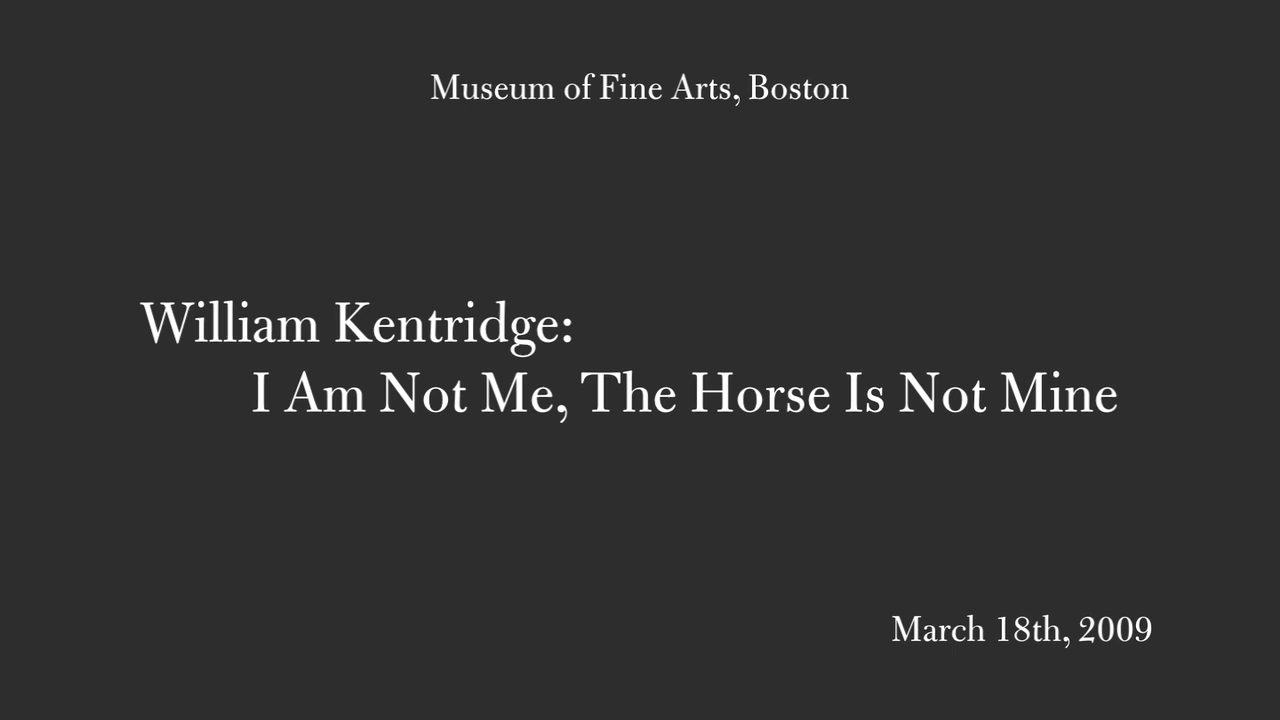 Museum of Fine Arts, Boston
William Kentridge:
I Am Not Me, The Horse Is Not Mine
March 18th, 2009